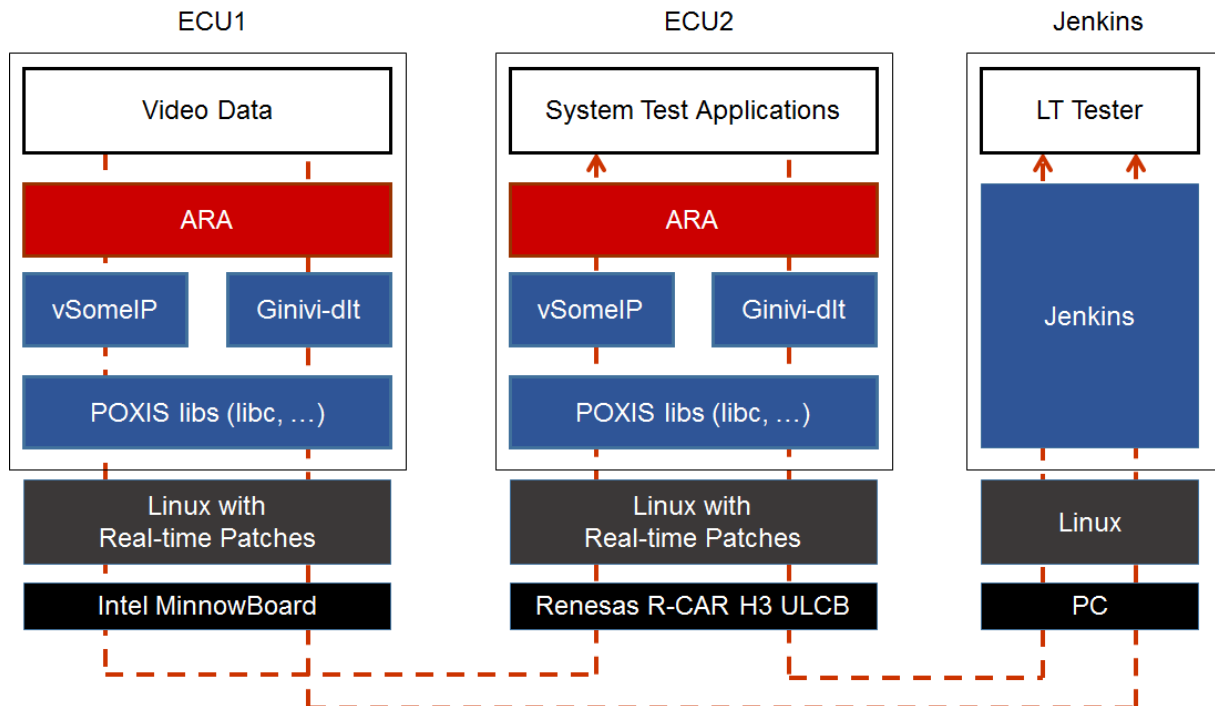 ECU1
Video Data
ARA
vSomeIP
Ginivi-dlt
POXIS libs (libc, …)
Linux with
Real-time Patches
Intel MinnowBoard
ECU2
System Test Applications
ARA
vSomeIP
Ginivi-dlt
POXIS libs (libc, …)
Linux with
Real-time Patches
Renesas R-CAR H3 ULCB
Jenkins
LT Tester
Jenkins
Linux
PC